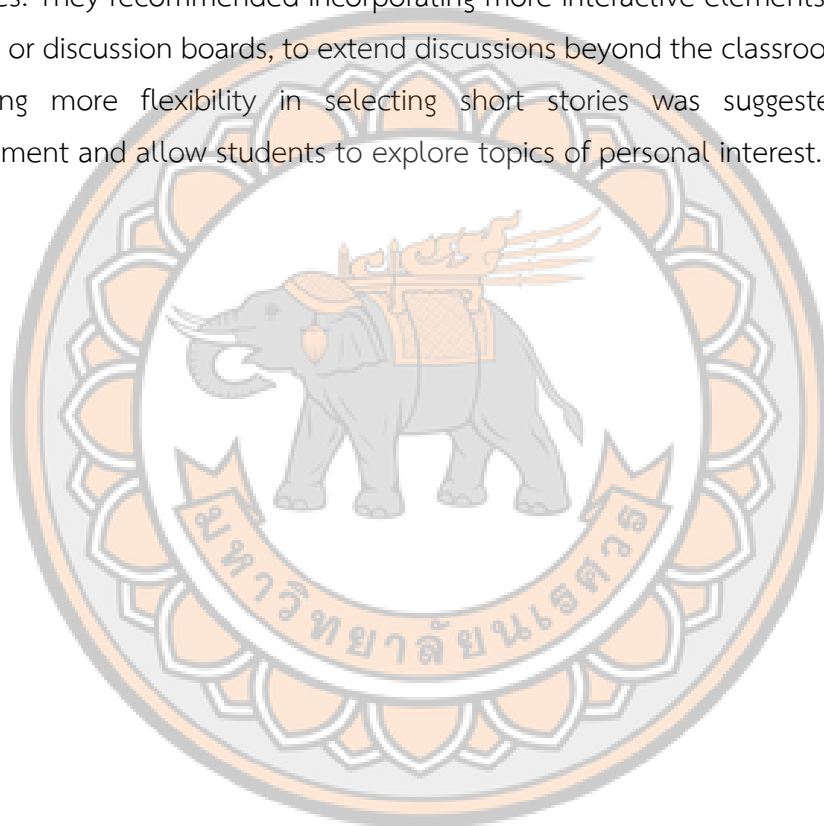 es. They recommended incorporating more interactive elements
or discussion boards, to extend discussions beyond the classroo
ng more flexibility in selecting short stories was suggeste
ment and allow students to explore topics of personal interest.
มหาวิทยาลัยนเรศวร